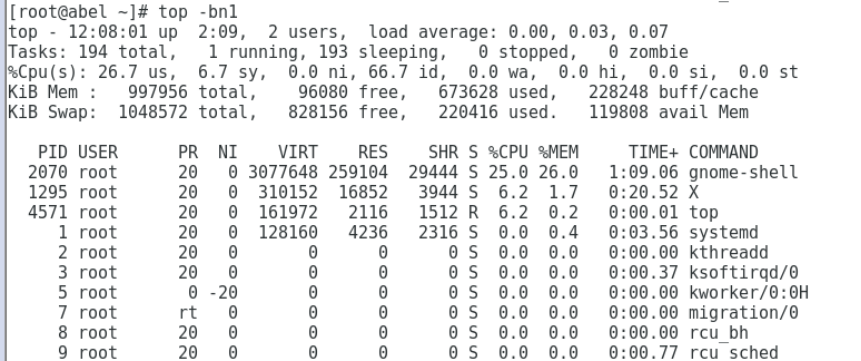 [root@abel ~]# top -bn1
top - 12:08:01 up  2:09,  2 users,  load average: 0.00, 0.03, 0.07
Tasks: 194 total,   1 running, 193 sleeping,   0 stopped,   0 zombie
%Cpu(s): 26.7 us,  6.7 sy,  0.0 ni, 66.7 id,  0.0 wa,  0.0 hi,  0.0 si,  0.0 st
KiB Mem :   997956 total,    96080 free,   673628 used,   228248 buff/cache
KiB Swap:  1048572 total,   828156 free,   220416 used.   119808 avail Mem
   PID USER      PR  NI    VIRT    RES    SHR S %CPU %MEM     TIME+ COMMAND
  2070 root      20   0 3077648 259104  29444 S 25.0 26.0   1:09.06 gnome-shell
  1295 root      20   0  310152  16852   3944 S  6.2  1.7   0:20.52 X
  4571 root      20   0  161972   2116   1512 R  6.2  0.2   0:00.01 top
     1 root      20   0  128160   4236   2316 S  0.0  0.4   0:03.56 systemd
     2 root      20   0       0      0      0 S  0.0  0.0   0:00.00 kthreadd
     3 root      20   0       0      0      0 S  0.0  0.0   0:00.37 ksoftirqd/0
     5 root       0 -20       0      0      0 S  0.0  0.0   0:00.00 kworker/0:0H
     7 root      rt   0       0      0      0 S  0.0  0.0   0:00.00 migration/0
     8 root      20   0       0      0      0 S  0.0  0.0   0:00.00 rcu_bh
     9 root      20   0       0      0      0 S  0.0  0.0   0:00.77 rcu_sched